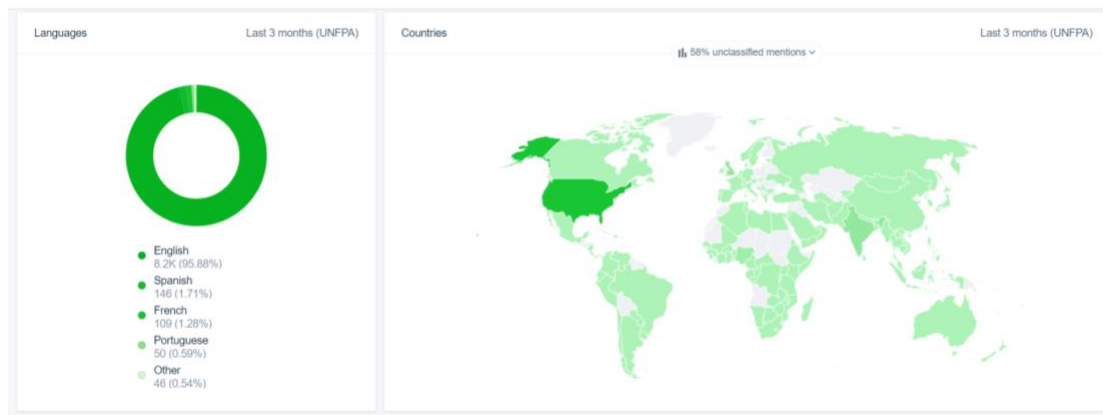 Languages
Last 3 months (UNFPA)
English
8.2K (95.88%)
Spanish
146 (1.71%)
French
109 (1.28%)
Portuguese
50 (0.59%)
Other
46 (0.54%)
Countries
Last 3 months (UNFPA)
58% unclassified mentions